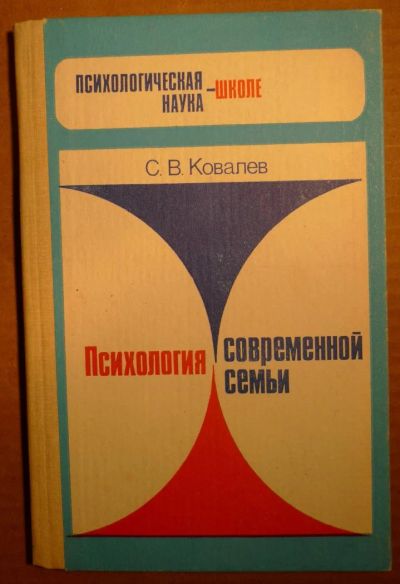 ПСИХОЛОГИЧЕСКАЯ
НАУКА –ШКОЛЕ
С. В. Ковалев
Психология современной
семьи